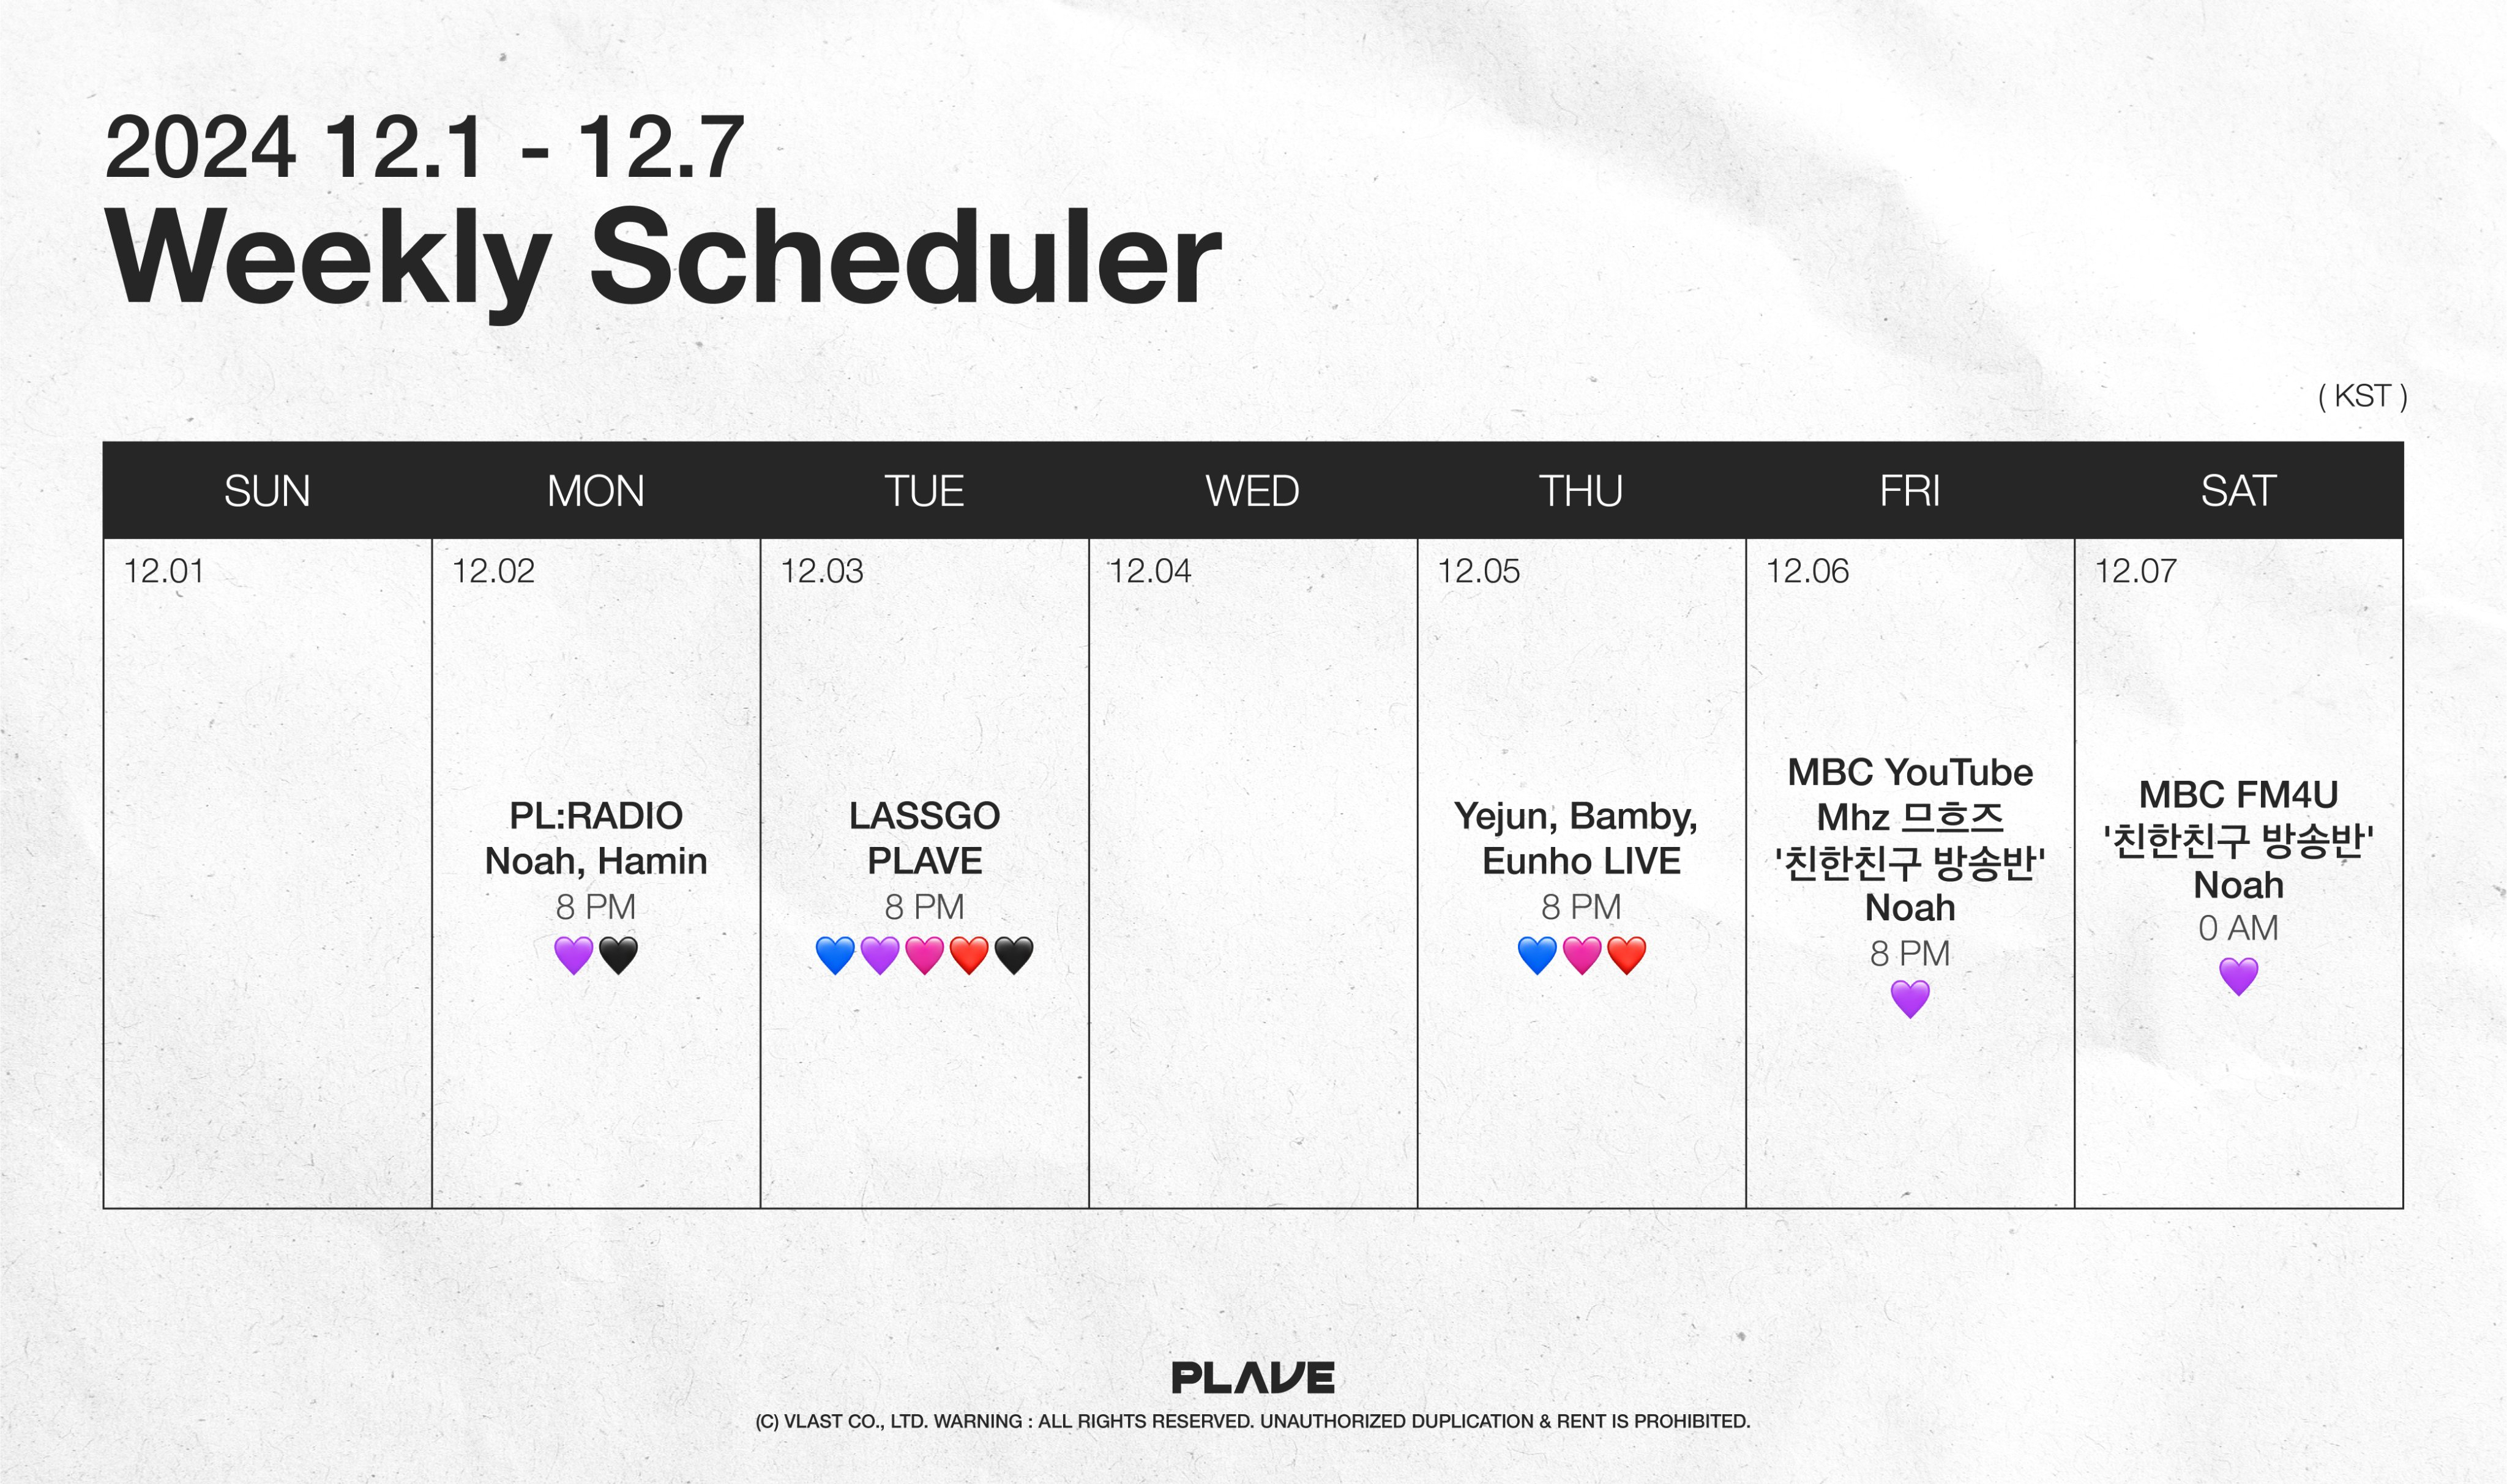 2024 12.1 - 12.7
Weekly Scheduler
( KST )
SUN MON TUE WED THU FRI SAT
12.01
12.02
PL:RADIO
Noah, Hamin
8 PM
💜🖤
12.03
LASSGO
PLAVE
8 PM
💙💜🩷❤️🖤
12.04
12.05
Yejun, Bamby,
Eunho LIVE
8 PM
💙🩷❤️
12.06
MBC YouTube
Mhz 므흐즈
'친한친구 방송반'
Noah
8 PM
💜
12.07
MBC FM4U
'친한친구 방송반'
Noah
0 AM
💜
PLAVE
(C) VLAST CO., LTD. WARNING : ALL RIGHTS RESERVED. UNAUTHORIZED DUPLICATION & RENT IS PROHIBITED.